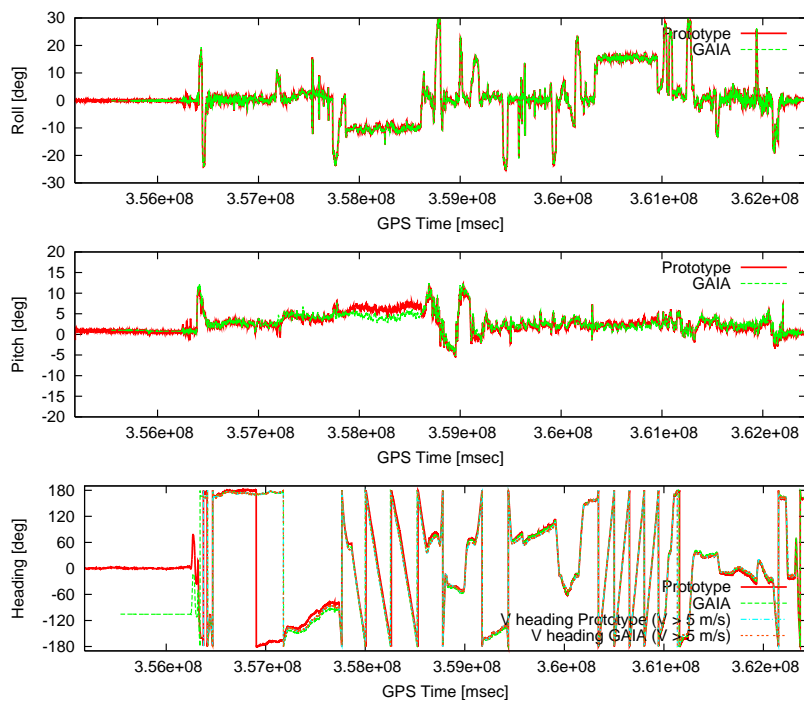 30
20
10
0
-10
-20
-30
Roll [deg]
Prototype
GAIA
3.56e+08 3.57e+08 3.58e+08 3.59e+08 3.60e+08 3.61e+08 3.62e+08
GPS Time [msec]
20
15
10
5
0
-5
-10
-15
-20
Pitch [deg]
Prototype
GAIA
3.56e+08 3.57e+08 3.58e+08 3.59e+08 3.60e+08 3.61e+08 3.62e+08
GPS Time [msec]
180
120
60
0
-60
-120
-180
Heading [deg]
Prototype
GAIA
V heading Prototype (V > 5 m/s)
V heading GAIA (V > 5 m/s)
3.56e+08 3.57e+08 3.58e+08 3.59e+08 3.60e+08 3.61e+08 3.62e+08
GPS Time [msec]